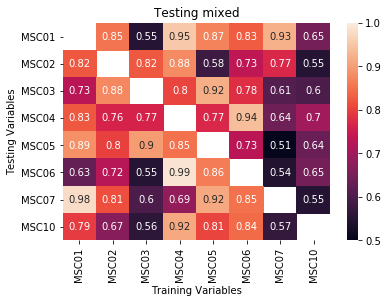 Testing mixed
MSC01 0.85 0.55 0.95 0.87 0.83 0.93 0.65
MSC02 0.82 0.82 0.88 0.58 0.73 0.77 0.55
MSC03 0.73 0.88 0.8 0.92 0.78 0.61 0.6
MSC04 0.83 0.76 0.77 0.77 0.94 0.64 0.7
MSC05 0.89 0.8 0.9 0.85 0.73 0.51 0.64
MSC06 0.63 0.72 0.55 0.99 0.86 0.54 0.65
MSC07 0.98 0.81 0.6 0.69 0.92 0.85 0.55
MSC10 0.79 0.67 0.56 0.92 0.81 0.84 0.57
Testing Variables
MSC01 MSC02 MSC03 MSC04 MSC05 MSC06 MSC07 MSC10
Training Variables
1.0
0.9
0.8
0.7
0.6
0.5